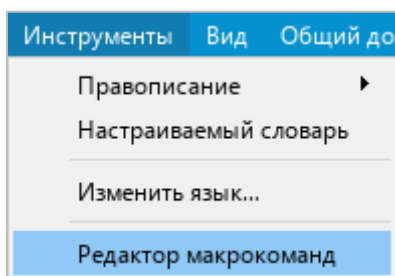 Инструменты Вид Общий до
Правописание
Настраиваемый словарь
Изменить язык...
Редактор макрокоманд